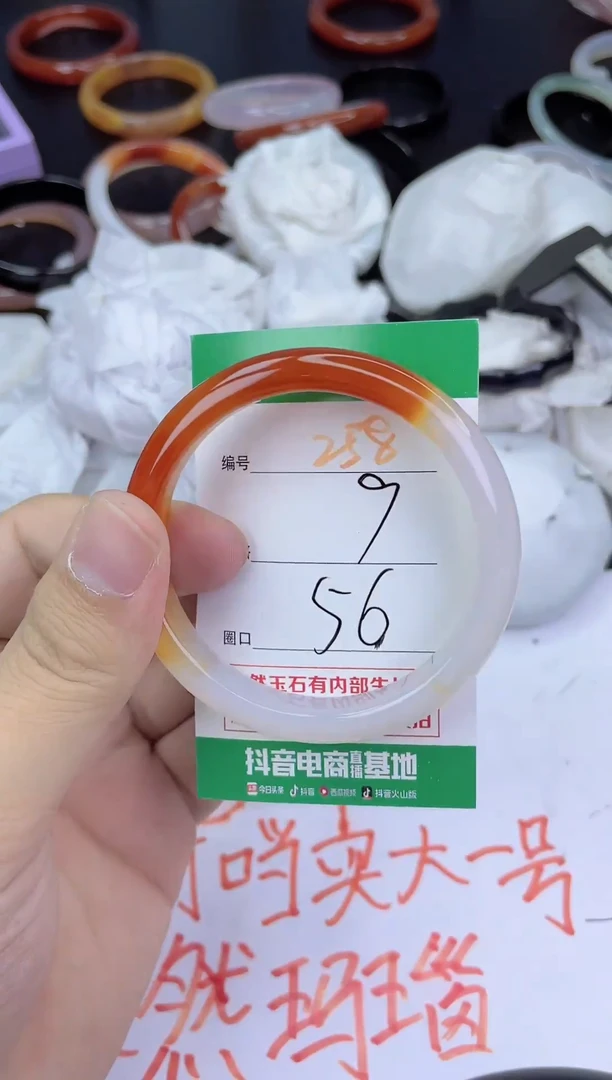 编号 258
9
圈口 56
然玉石有内部生
抖音电商直播基地
今日头条 抖音 西瓜视频 抖音火山版
码实大一号
然玛瑙